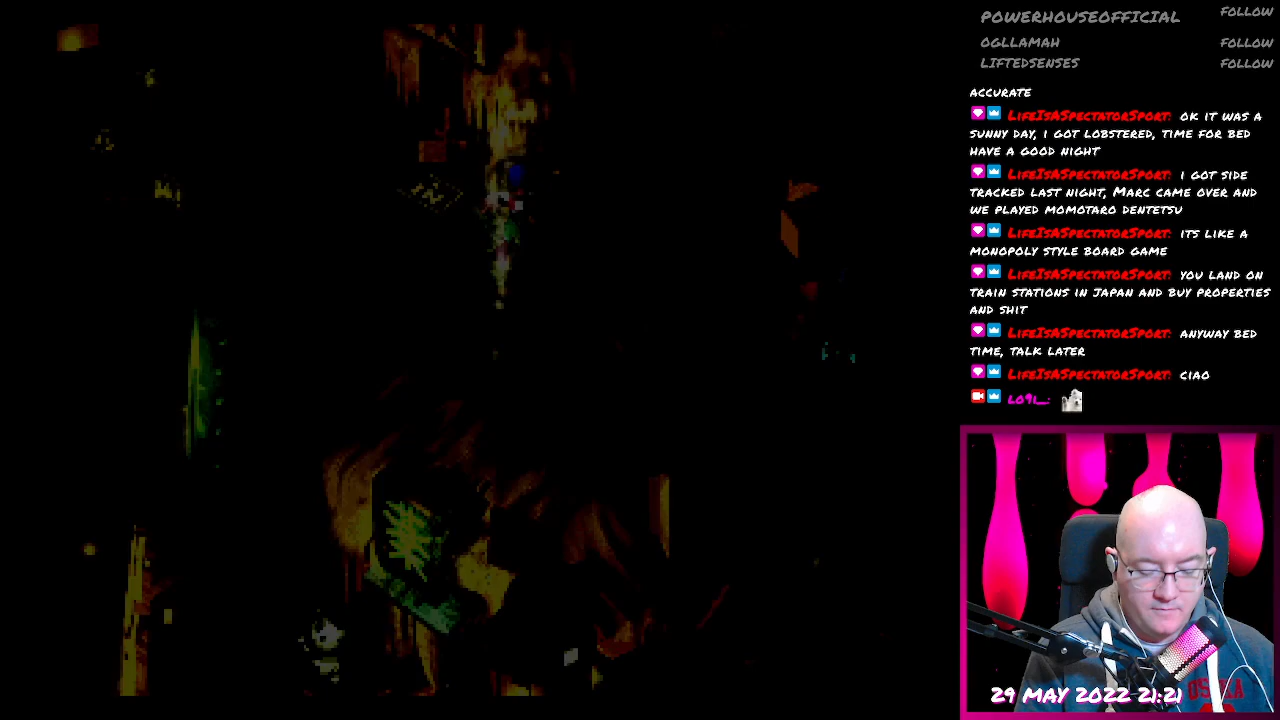 POWERHOUSEOFFICIAL FOLLOW
OGLLAMAH FOLLOW
LIFTEDSENSES FOLLOW
ACCURATE
LIFEISASPECTATORSPORT: OK IT WAS A
SUNNY DAY, I GOT LOBSTERED, TIME FOR BED
HAVE A GOOD NIGHT
LIFEISASPECTATORSPORT: I GOT SIDE
TRACKED LAST NIGHT, MARC CAME OVER AND
WE PLAYED MOMOTARO DENTETSU
LIFEISASPECTATORSPORT: ITS LIKE A
MONOPOLY STYLE BOARD GAME
LIFEISASPECTATORSPORT: YOU LAND ON
TRAIN STATIONS IN JAPAN AND BUY PROPERTIES
AND SHIT
LIFEISASPECTATORSPORT: ANYWAY BED
TIME, TALK LATER
LIFEISASPECTATORSPORT: CIAO
LO9I_:
29 MAY 2022 21:21